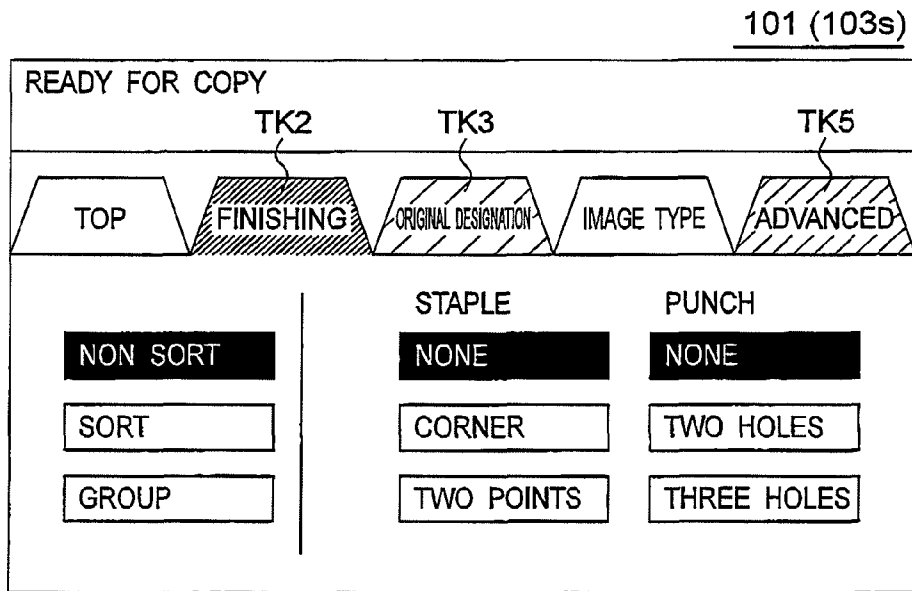 101 (103s)
READY FOR COPY
TK2 TK3 TK5
TOP FINISHING ORIGINAL DESIGNATION IMAGE TYPE ADVANCED
STAPLE PUNCH
NON SORT NONE NONE
SORT CORNER TWO HOLES
GROUP TWO POINTS THREE HOLES